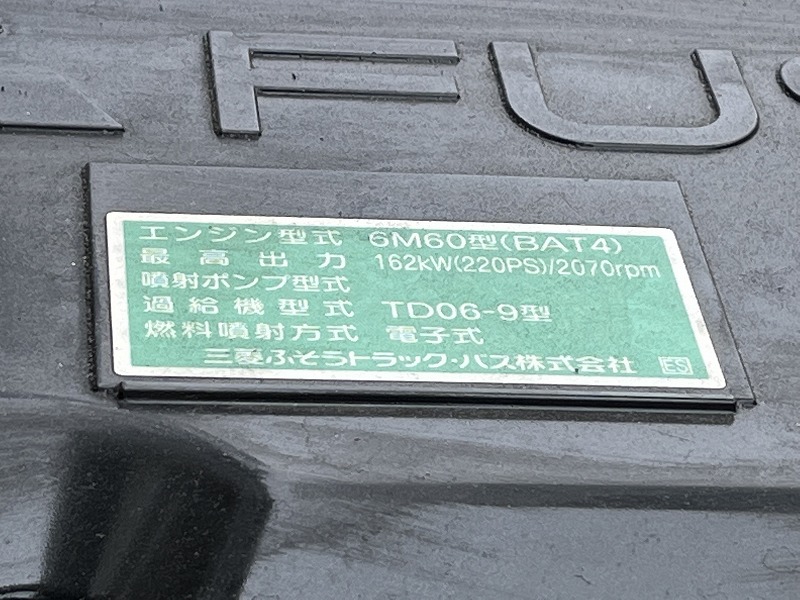 FU
エンジン型式 6M60型(BAT4)
最高出力 162kW(220PS)/2070rpm
噴射ポンプ型式
過給機型式 TD06-9型
燃料噴射方式 電子式
三菱ふそうトラック・バス株式会社 ES